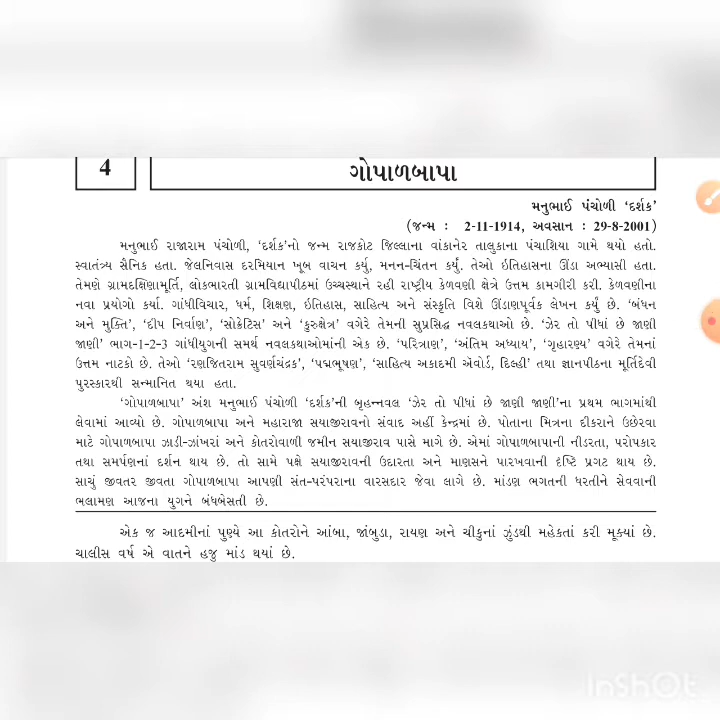 4
ગોપાળબાપા
મનુભાઈ પંચોળી ‘દર્શક’
(જન્મ : 2-11-1914, અવસાન : 29-8-2001)
મનુભાઈ રાજારામ પંચોળી, ‘દર્શક’નો જન્મ રાજકોટ જિલ્લાના વાંકાનેર તાલુકાના પંચાશિયા ગામે થયો હતો.
સ્વાતંત્ર્ય સૈનિક હતા. જેલનિવાસ દરમિયાન ખૂબ વાચન કર્યુ, મનન-ચિંતન કર્યું. તેઓ ઇતિહાસના ઊંડા અભ્યાસી હતા.
તેમણે ગ્રામદક્ષિણામૂર્તિ, લોકભારતી ગ્રામવિદ્યાપીઠમાં ઉચ્ચસ્થાને રહી રાષ્ટ્રીય કેળવણી ક્ષેત્રે ઉત્તમ કામગીરી કરી. કેળવણીના
નવા પ્રયોગો કર્યા. ગાંધીવિચાર, ધર્મ, શિક્ષણ, ઇતિહાસ, સાહિત્ય અને સંસ્કૃતિ વિશે ઊંડાણપૂર્વક લેખન કર્યું છે. ‘બંધન
અને મુક્તિ’, ‘દીપ નિર્વાણ’, ‘સોક્રેટિસ’ અને ‘કુરુક્ષેત્ર’ વગેરે તેમની સુપ્રસિદ્ધ નવલકથાઓ છે. ‘ઝેર તો પીધાં છે જાણી
જાણી’ ભાગ-1-2-3 ગાંધીયુગની સમર્થ નવલકથાઓમાંની એક છે. ‘પરિત્રાણ’, ‘અંતિમ અધ્યાય’, ‘ગૃહારણ્ય’ વગેરે તેમનાં
ઉત્તમ નાટકો છે. તેઓ ‘રણજિતરામ સુવર્ણચંદ્રક’, ‘પદ્મભૂષણ’, ‘સાહિત્ય અકાદમી એવોર્ડ, દિલ્હી’ તથા જ્ઞાનપીઠના મૂર્તિદેવી
પુરસ્કારથી સન્માનિત થયા હતા.
‘ગોપાળબાપા’ અંશ મનુભાઈ પંચોળી ‘દર્શક’ની બૃહન્નવલ ‘ઝેર તો પીધાં છે જાણી જાણી’ના પ્રથમ ભાગમાંથી
લેવામાં આવ્યો છે. ગોપાળબાપા અને મહારાજા સયાજીરાવનો સંવાદ અહીં કેન્દ્રમાં છે. પોતાના મિત્રના દીકરાને ઉછેરવા
માટે ગોપાળબાપા ઝાડી-ઝાંખરાં અને કોતરોવાળી જમીન સયાજીરાવ પાસે માગે છે. એમાં ગોપાળબાપાની નીડરતા, પરોપકાર
તથા સમર્પણનાં દર્શન થાય છે. તો સામે પક્ષે સયાજીરાવની ઉદારતા અને માણસને પારખવાની દૃષ્ટિ પ્રગટ થાય છે.
સાચું જીવતર જીવતા ગોપાળબાપા આપણી સંત-પરંપરાના વારસદાર જેવા લાગે છે. માંડણ ભગતની ધરતીને સેવવાની
ભલામણ આજના યુગને બંધબેસતી છે.
એક જ આદમીનાં પુણ્યે આ કોતરોને આંબા, જાંબુડા, રાયણ અને ચીકુનાં ઝુંડથી મહેકતાં કરી મૂક્યાં છે.
ચાલીસ વર્ષ એ વાતને હજુ માંડ થયાં છે.
InShOt